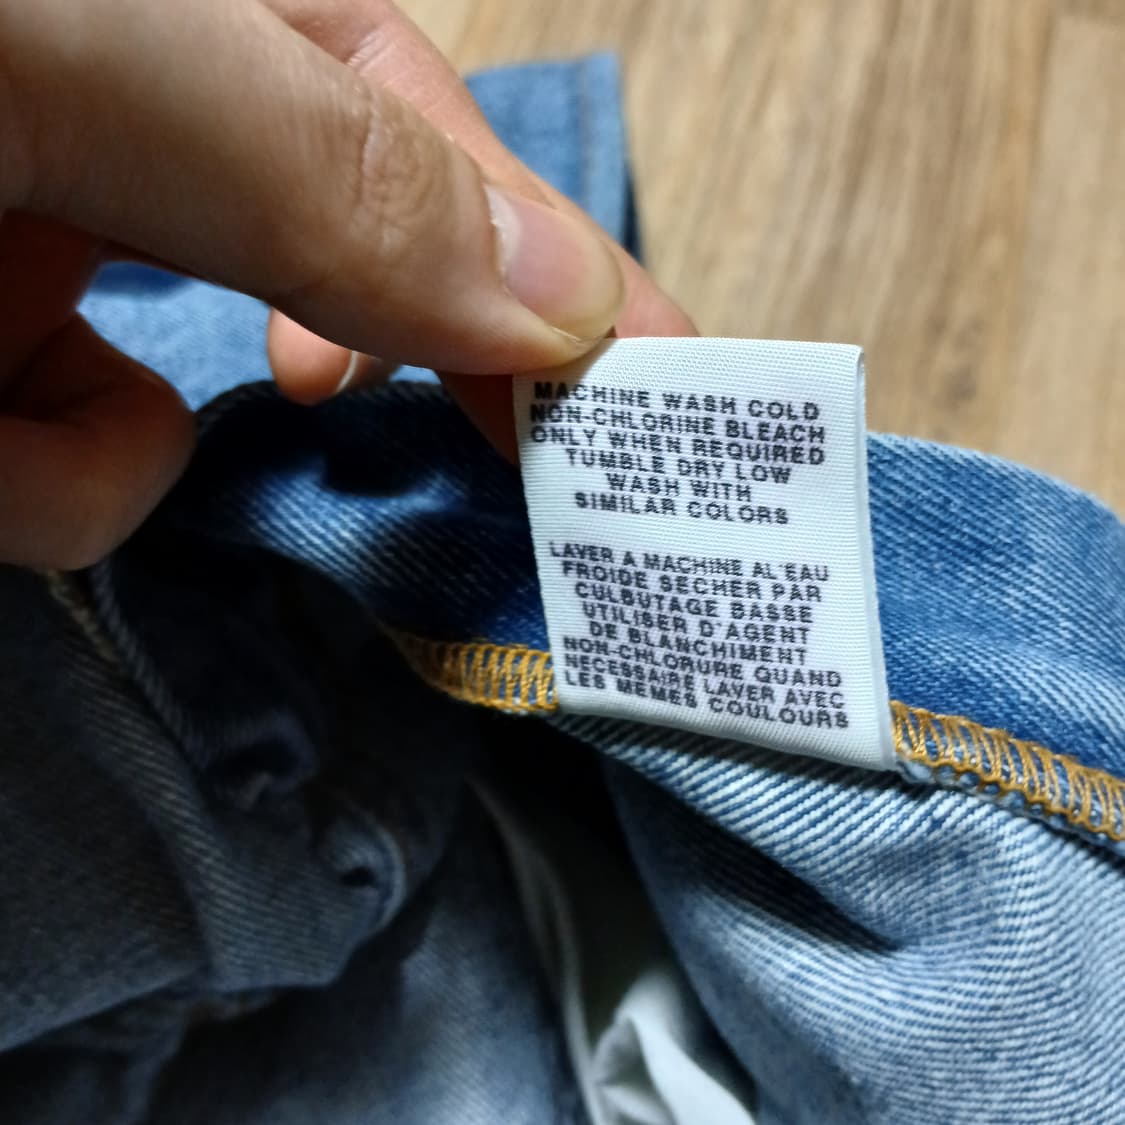 MACHINE WASH COLD
NON-CHLORINE BLEACH
ONLY WHEN REQUIRED
TUMBLE DRY LOW
WASH WITH
SIMILAR COLORS
LAVER A MACHINE AL'EAU
FROIDE SECHER PAR
CULBUTAGE BASSE
UTILISER D'AGENT
DE BLANCHIMENT
NON-CHLORURE QUAND
NECESSAIRE LAVER AVEC
LES MEMES COULOURS